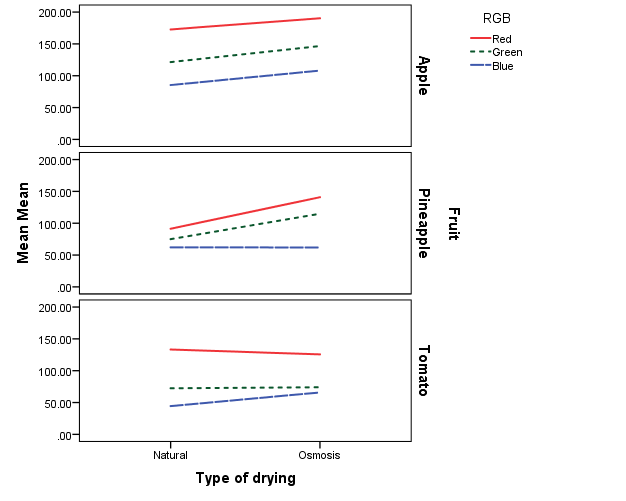 RGB
Red
Green
Blue
200.00
150.00
100.00
50.00
.00
Apple
200.00
150.00
100.00
50.00
.00
Pineapple
200.00
150.00
100.00
50.00
.00
Tomato
Mean Mean
Fruit
Natural
Osmosis
Type of drying